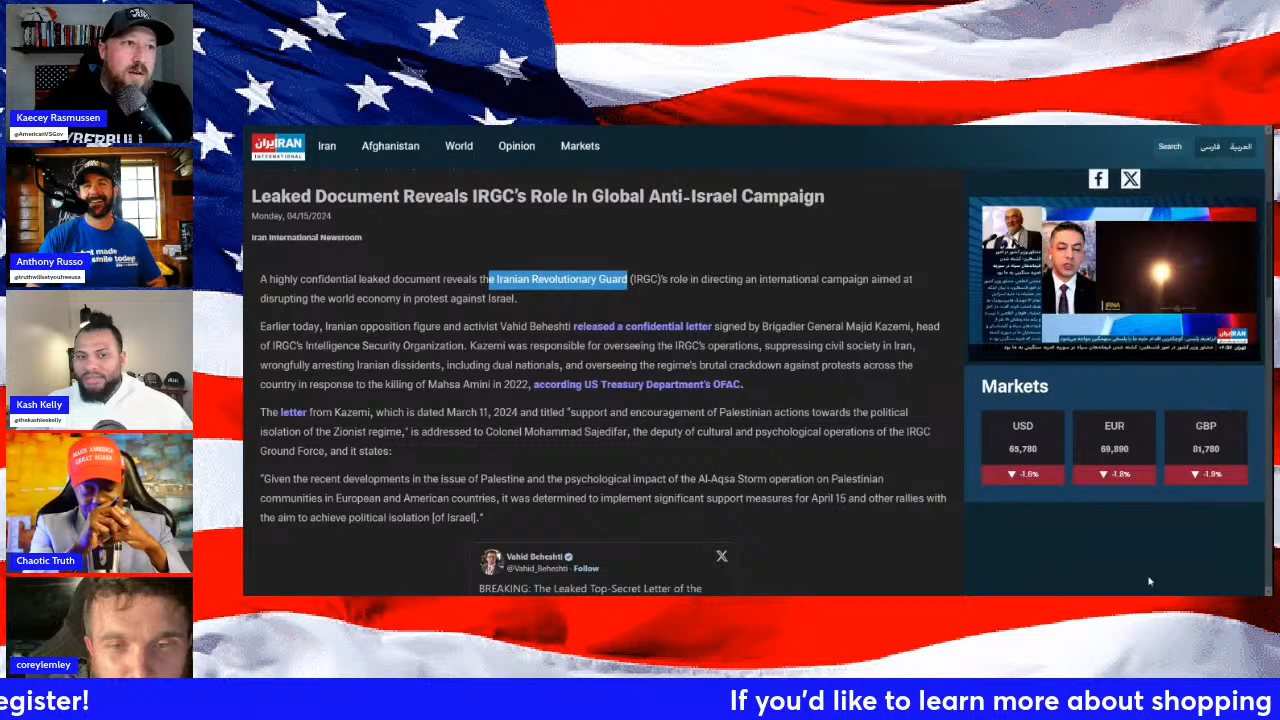 Kaecey Rasmussen
@AmericanVSGov
Anthony Russo
@truthwillsetyoufreeusa
Kash Kelly
@thekashleekelly
MAKE AMERICA
GREAT AGAIN
Chaotic Truth
coreylemley
ایران IRAN
INTERNATIONAL
Iran
Afghanistan
World
Opinion
Markets
Search
فارسی
العربية
Leaked Document Reveals IRGC's Role In Global Anti-Israel Campaign
Monday, 04/15/2024
Iran International Newsroom
A highly confidential leaked document reveals the Iranian Revolutionary Guard (IRGC)'s role in directing an international campaign aimed at
disrupting the world economy in protest against Israel.
Earlier today, Iranian opposition figure and activist Vahid Beheshti released a confidential letter signed by Brigadier General Majid Kazemi, head
of IRGC's Intelligence Security Organization. Kazemi was responsible for overseeing the IRGC's operations, suppressing civil society in Iran,
wrongfully arresting Iranian dissidents, including dual nationals, and overseeing the regime's brutal crackdown against protests across the
country in response to the killing of Mahsa Amini in 2022, according US Treasury Department's OFAC.
The letter from Kazemi, which is dated March 11, 2024 and titled “support and encouragement of Palestinian actions towards the political
isolation of the Zionist regime,” is addressed to Colonel Mohammad Sajedifar, the deputy of cultural and psychological operations of the IRGC
Ground Force, and it states:
“Given the recent developments in the issue of Palestine and the psychological impact of the Al-Aqsa Storm operation on Palestinian
communities in European and American countries, it was determined to implement significant support measures for April 15 and other rallies with
the aim to achieve political isolation [of Israel].”
Vahid Beheshti
@Vahid_Beheshti · Follow
BREAKING: The Leaked Top-Secret Letter of the
IRNA
Markets
USD
EUR
GBP
65,780
69,890
81,780
▼ -1.6%
▼ -1.8%
▼ -1.9%
egister!
If you'd like to learn more about shopping